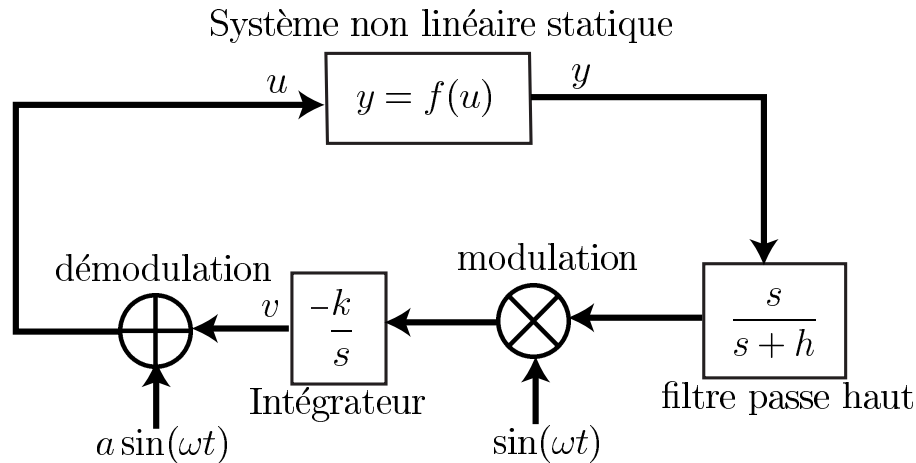 Système non linéaire statique
u
y = f(u)
y
démodulation
modulation
v
-k
s
s
s + h
Intégrateur
filtre passe haut
a sin(ωt)
sin(ωt)